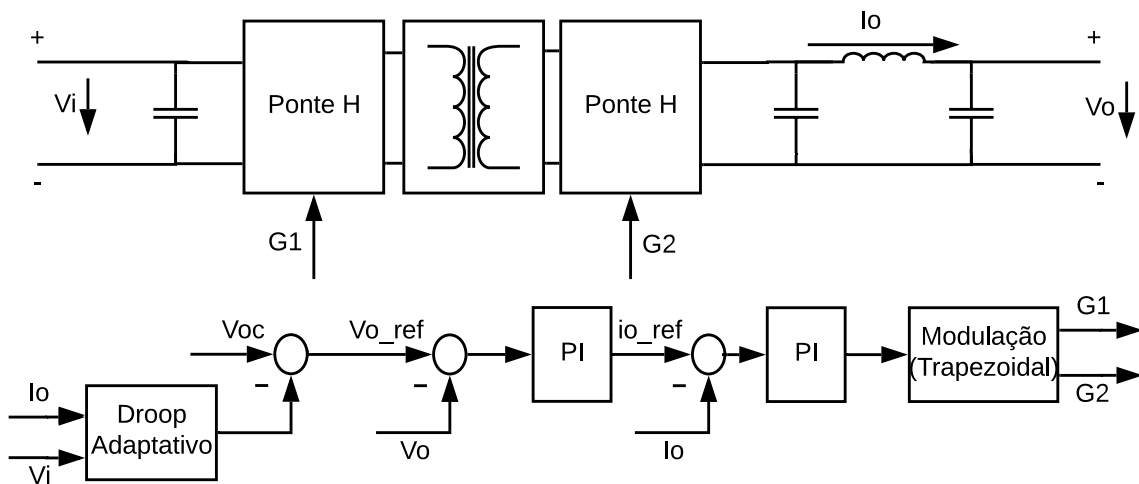 Io
+
+
Vi
Ponte H
Ponte H
Vo
-
-
G1
G2
Voc
Vo_ref
PI
io_ref
PI
Modulação
(Trapezoidal)
G1
G2
-
-
-
Io
Vi
Droop
Adaptativo
Vo
Io